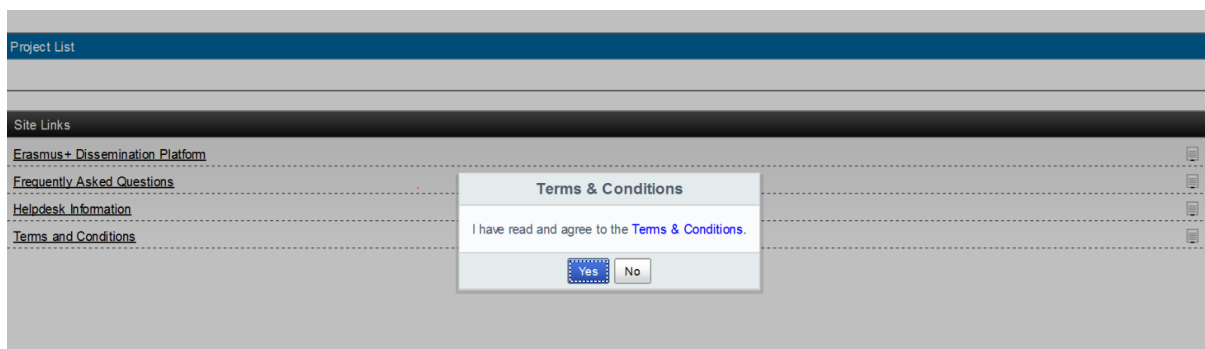 Project List
Site Links
Erasmus+ Dissemination Platform
Frequently Asked Questions
Helpdesk Information
Terms and Conditions
Terms & Conditions
I have read and agree to the Terms & Conditions.
Yes No